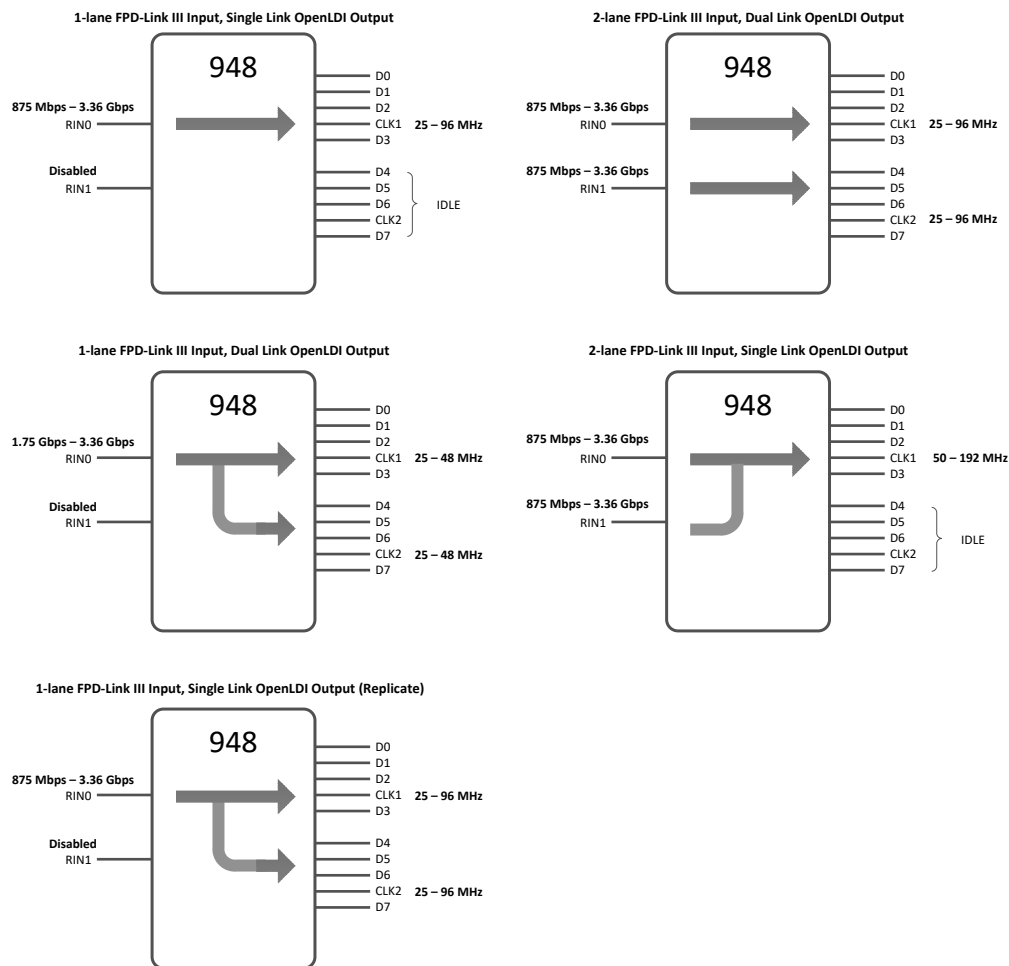 1-lane FPD-Link III Input, Single Link OpenLDI Output
948
875 Mbps – 3.36 Gbps
RIN0
Disabled
RIN1
D0
D1
D2
CLK1 25 – 96 MHz
D3
D4
D5
D6
CLK2
D7
IDLE
2-lane FPD-Link III Input, Dual Link OpenLDI Output
948
875 Mbps – 3.36 Gbps
RIN0
875 Mbps – 3.36 Gbps
RIN1
D0
D1
D2
CLK1 25 – 96 MHz
D3
D4
D5
D6
CLK2 25 – 96 MHz
D7
1-lane FPD-Link III Input, Dual Link OpenLDI Output
948
1.75 Gbps – 3.36 Gbps
RIN0
Disabled
RIN1
D0
D1
D2
CLK1 25 – 48 MHz
D3
D4
D5
D6
CLK2 25 – 48 MHz
D7
2-lane FPD-Link III Input, Single Link OpenLDI Output
948
875 Mbps – 3.36 Gbps
RIN0
875 Mbps – 3.36 Gbps
RIN1
D0
D1
D2
CLK1 50 – 192 MHz
D3
D4
D5
D6
CLK2
D7
IDLE
1-lane FPD-Link III Input, Single Link OpenLDI Output (Replicate)
948
875 Mbps – 3.36 Gbps
RIN0
Disabled
RIN1
D0
D1
D2
CLK1 25 – 96 MHz
D3
D4
D5
D6
CLK2 25 – 96 MHz
D7